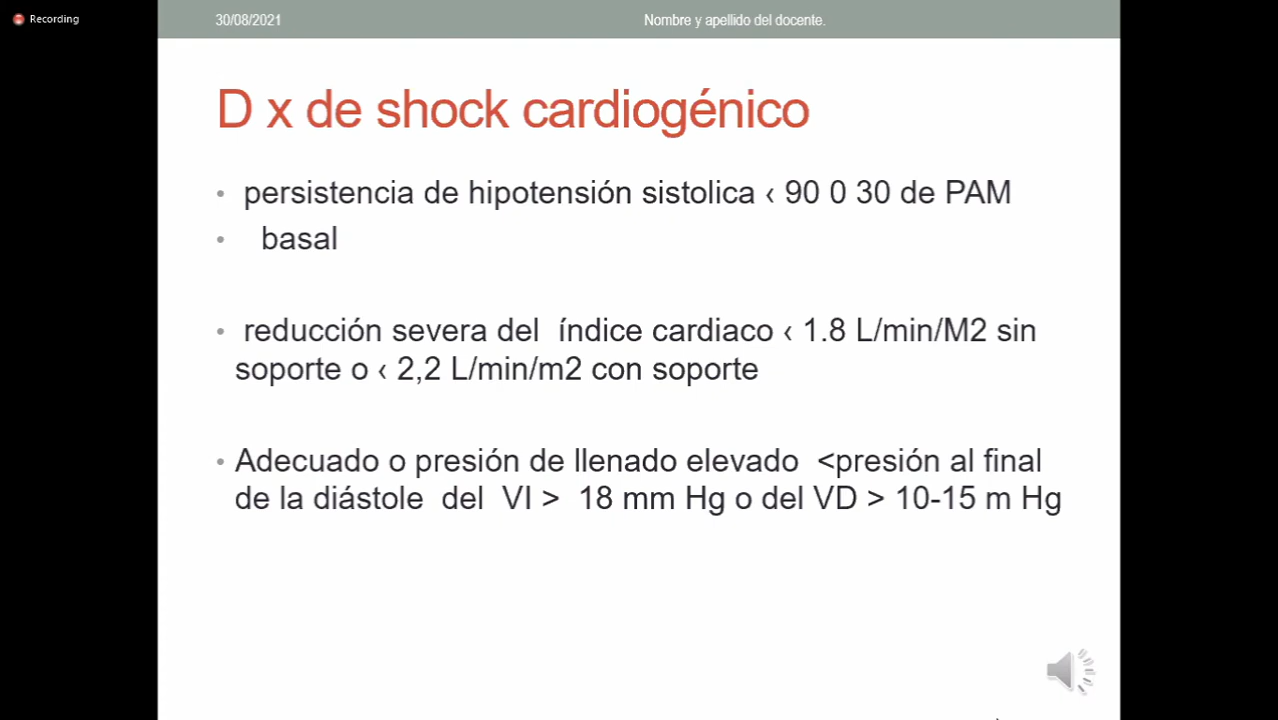 Recording
30/08/2021
Nombre y apellido del docente.
D x de shock cardiogénico
• persistencia de hipotensión sistolica ‹ 90 0 30 de PAM
• basal
• reducción severa del índice cardiaco ‹ 1.8 L/min/M2 sin
soporte o ‹ 2,2 L/min/m2 con soporte
• Adecuado o presión de llenado elevado <presión al final
de la diástole del VI > 18 mm Hg o del VD > 10-15 m Hg